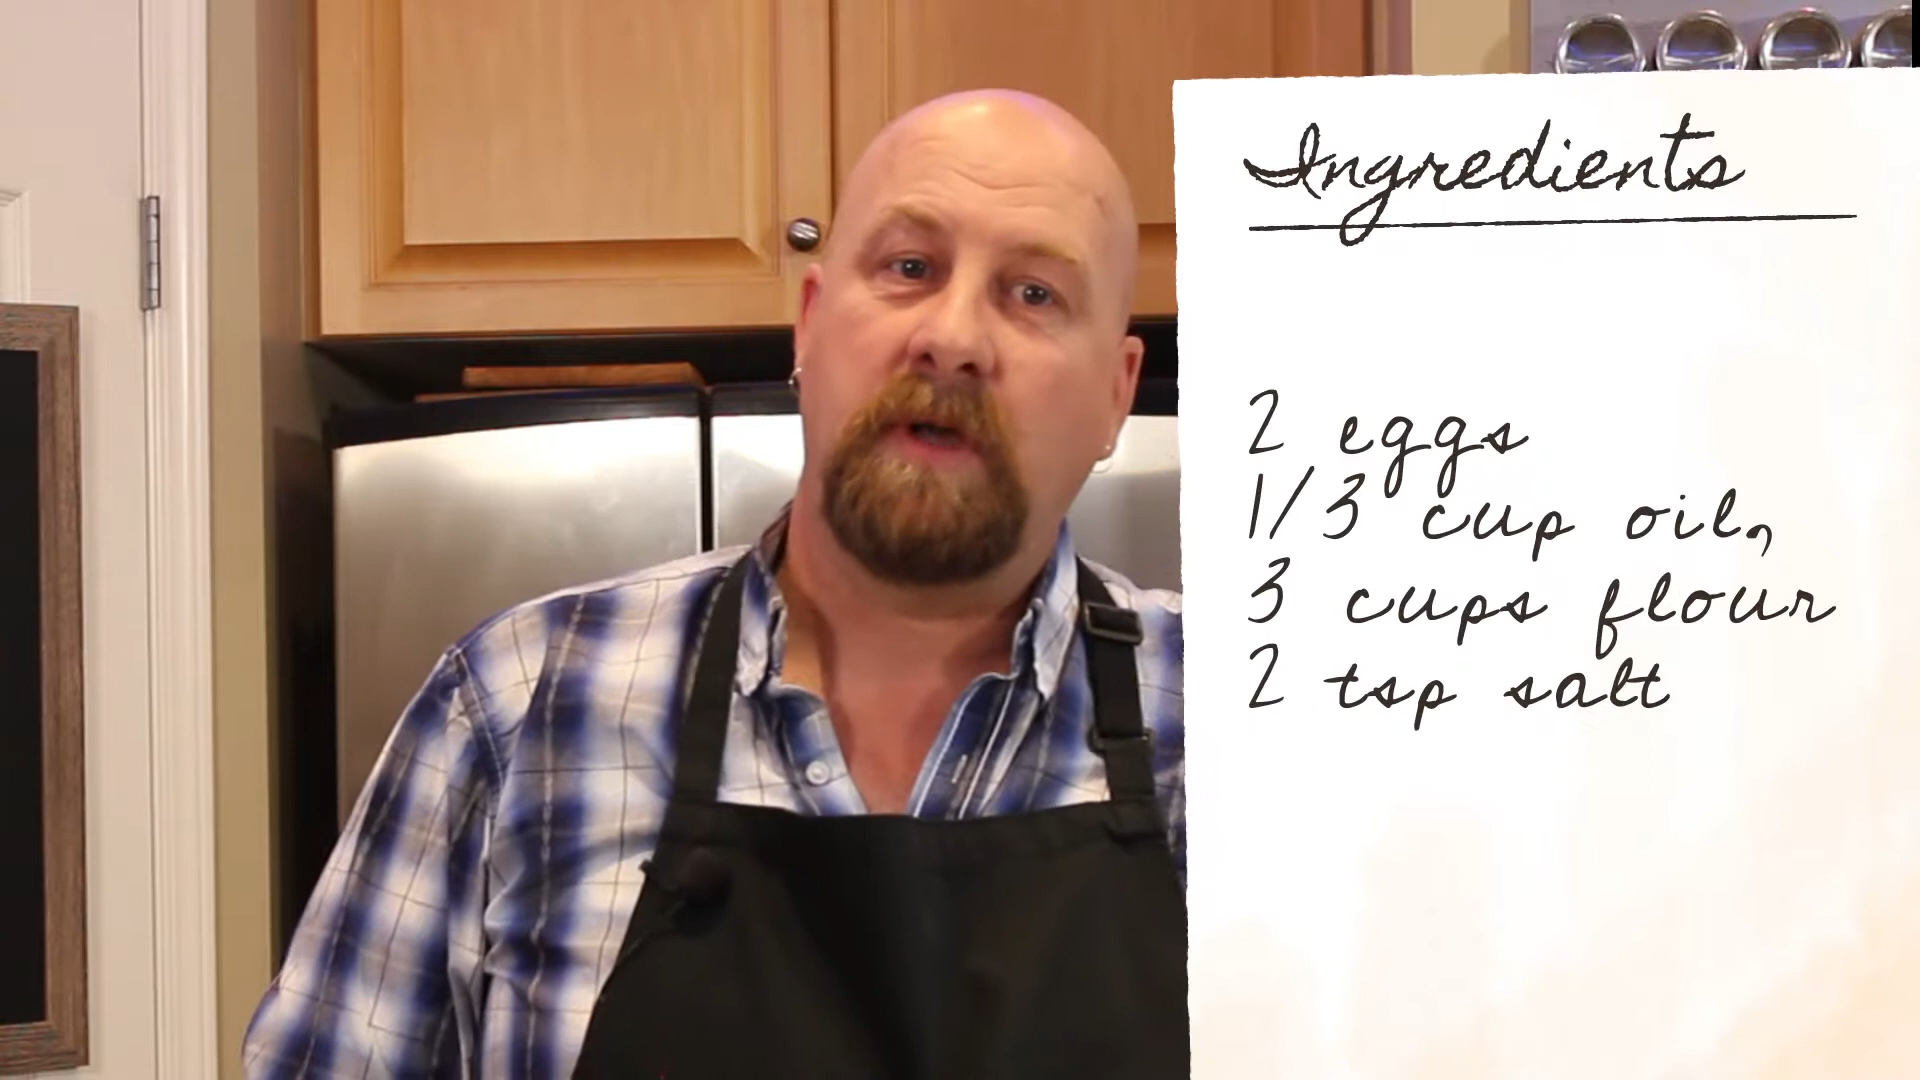 Ingredients
2 eggs
1/3 cup oil,
3 cups flour
2 tsp salt